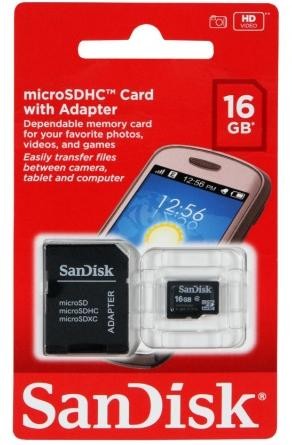 HD
VIDEO
microSDHC™ Card
with Adapter
Dependable memory card
for your favorite photos,
videos, and games
Easily transfer files
between camera,
tablet and computer
16
GB*
12:56 PM
12:56
SanDisk
microSD
microSDHC
microSDXC
ADAPTER
SanDisk
16GB
SanDisk®